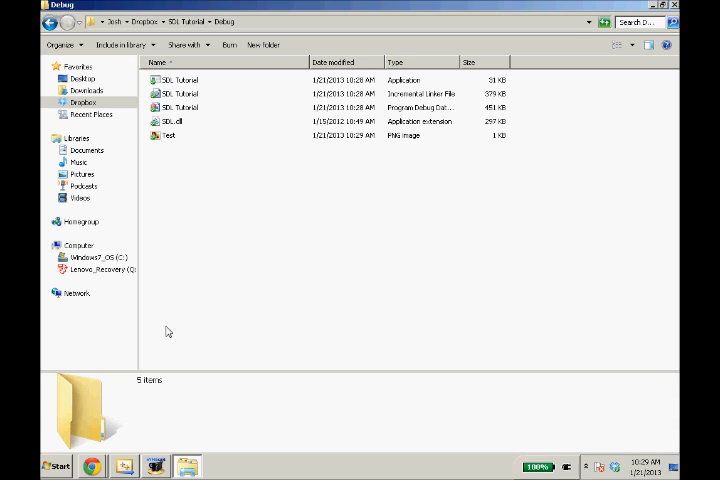 Debug
Josh Dropbox SDL Tutorial Debug
Search D...
Organize Include in library Share with Burn New folder
Name Date modified Type Size
Favorites
Desktop
Downloads
Dropbox
Recent Places
Libraries
Documents
Music
Pictures
Podcasts
Videos
Homegroup
Computer
Windows7_OS (C:)
Lenovo_Recovery (Q:
Network
SDL Tutorial 1/21/2013 10:28 AM Application 31 KB
SDL Tutorial 1/21/2013 10:28 AM Incremental Linker File 379 KB
SDL Tutorial 1/21/2013 10:28 AM Program Debug Dat... 451 KB
SDL.dll 1/15/2012 10:49 AM Application extension 297 KB
Test 1/21/2013 10:29 AM PNG image 1 KB
5 items
Start
100%
10:29 AM
1/21/2013